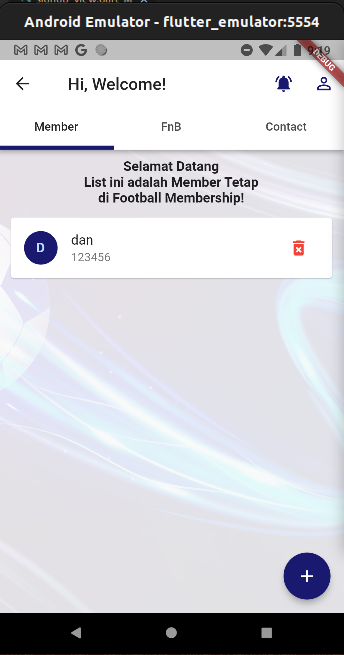 Android Emulator - flutter_emulator:5554
DEBUG
Hi, Welcome!
Member
FnB
Contact
Selamat Datang
List ini adalah Member Tetap
di Football Membership!
D
dan
123456